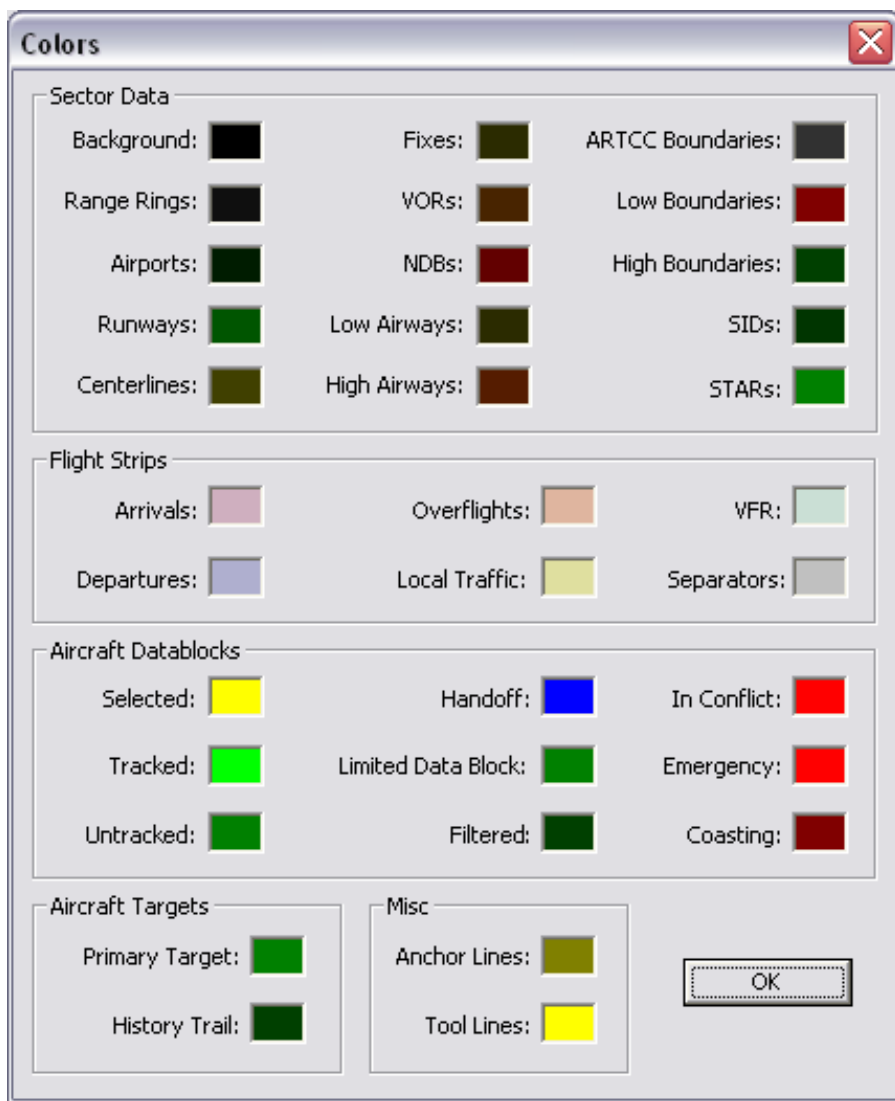 Colors
Sector Data
Background: Fixes: ARTCC Boundaries:
Range Rings: VORs: Low Boundaries:
Airports: NDBs: High Boundaries:
Runways: Low Airways: SIDs:
Centerlines: High Airways: STARs:
Flight Strips
Arrivals: Overflights: VFR:
Departures: Local Traffic: Separators:
Aircraft Datablocks
Selected: Handoff: In Conflict:
Tracked: Limited Data Block: Emergency:
Untracked: Filtered: Coasting:
Aircraft Targets
Primary Target:
History Trail:
Misc
Anchor Lines:
Tool Lines:
OK